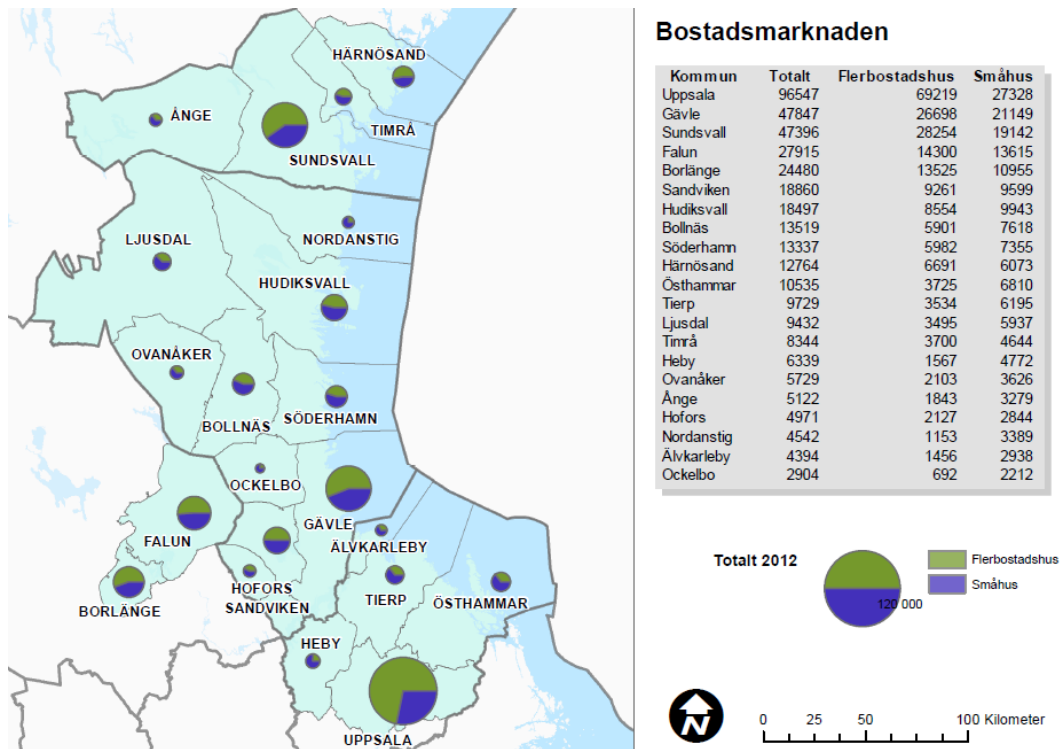 HÄRNÖSAND
ÅNGE
TIMRÅ
SUNDSVALL
NORDANSTIG
LJUSDAL
HUDIKSVALL
OVANÅKER
BOLLNÄS
SÖDERHAMN
OCKELBO
GÄVLE
FALUN
ÄLVKARLEBY
HOFORS
SANDVIKEN
TIERP
ÖSTHAMMAR
BORLÄNGE
HEBY
UPPSALA
Bostadsmarknaden
Kommun Totalt Flerbostadshus Småhus
Uppsala 96547 69219 27328
Gävle 47847 26698 21149
Sundsvall 47396 28254 19142
Falun 27915 14300 13615
Borlänge 24480 13525 10955
Sandviken 18860 9261 9599
Hudiksvall 18497 8554 9943
Bollnäs 13519 5901 7618
Söderhamn 13337 5982 7355
Härnösand 12764 6691 6073
Östhammar 10535 3725 6810
Tierp 9729 3534 6195
Ljusdal 9432 3495 5937
Timrå 8344 3700 4644
Heby 6339 1567 4772
Ovanåker 5729 2103 3626
Ånge 5122 1843 3279
Hofors 4971 2127 2844
Nordanstig 4542 1153 3389
Älvkarleby 4394 1456 2938
Ockelbo 2904 692 2212
Totalt 2012
Flerbostadshus
Småhus
120 000
N
0 25 50 100 Kilometer